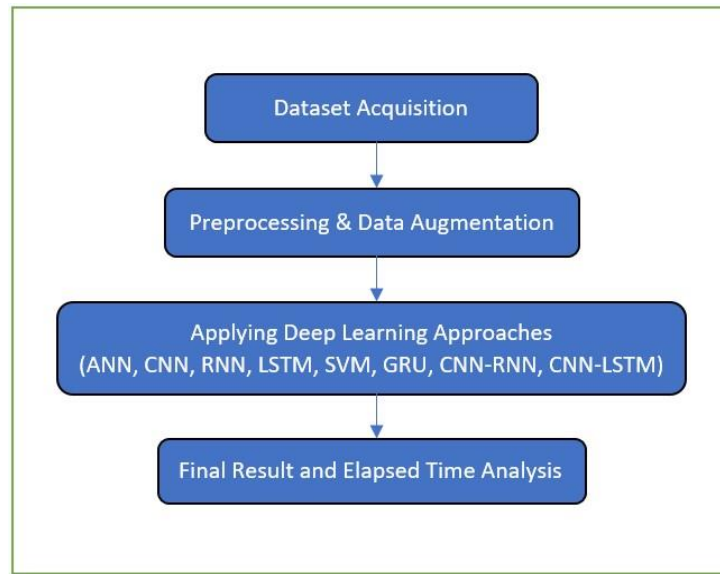 Dataset Acquisition
Preprocessing & Data Augmentation
Applying Deep Learning Approaches
(ANN, CNN, RNN, LSTM, SVM, GRU, CNN-RNN, CNN-LSTM)
Final Result and Elapsed Time Analysis